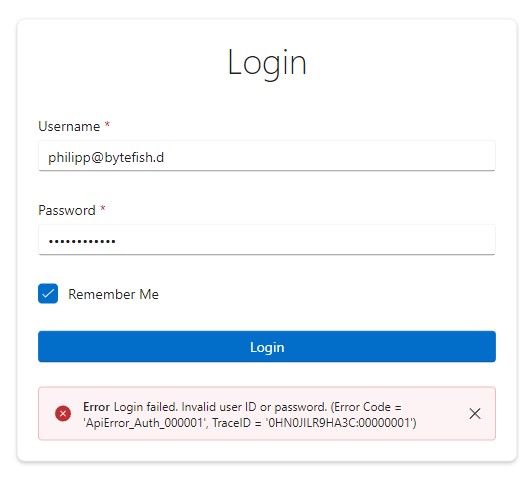 Login
Username *
philipp@bytefish.d
Password *
••••••••••••
Remember Me
Login
Error Login failed. Invalid user ID or password. (Error Code =
'ApiError_Auth_000001', TraceID = '0HN0JILR9HA3C:00000001')